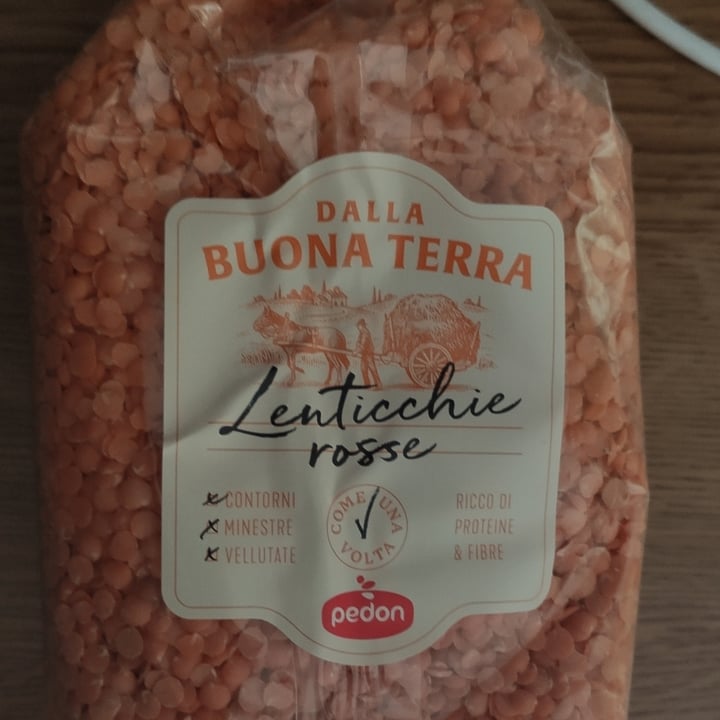 DALLA
BUONA TERRA
Lenticchie
rosse
CONTORNI
MINESTRE
VELLUTATE
COME UNA
VOLTA
RICCO DI
PROTEINE
& FIBRE
pedon